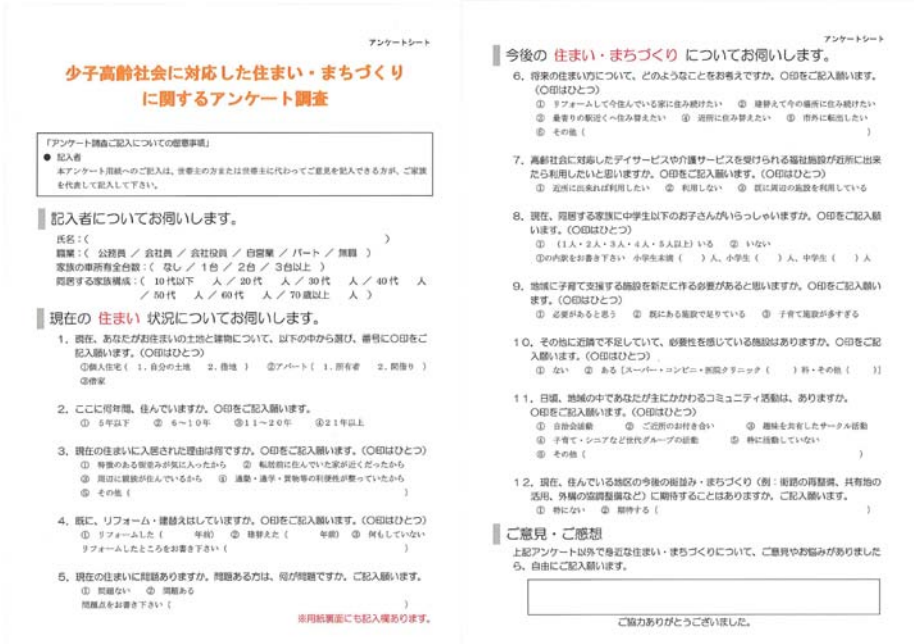 アンケートシート
少子高齢社会に対応した住まい・まちづくり
に関するアンケート調査
「アンケート調査ご記入についての留意事項」
● 記入者
本アンケート用紙へのご記入は、世帯主の方または世帯主に代わってご意見を記入できる方が、ご家族
を代表して記入して下さい。
記入者についてお伺いします。
氏名：(　　　)
職業：(　公務員　／　会社員　／　会社役員　／　自営業　／　パート　／　無職　)
家族の車所有全台数：(　なし　／　1台　／　2台　／　3台以上　)
同居する家族構成：(　10代以下　　人　／　20代　　人　／　30代　　人　／　40代　　人
／　50代　　人　／　60代　　人　／　70歳以上　　人　)
現在の 住まい 状況についてお伺いします。
1．現在、あなたがお住まいの土地と建物について、以下の中から選び、番号に○印をご
記入願います。（○印はひとつ）
①個人住宅（　1．自分の土地　　2．借地　）　②アパート［　1．所有者　　2．間借り　）
③借家
2．ここに何年間、住んでいますか。○印をご記入願います。
①　5年以下　　②　6～10年　　③11～20年　　④21年以上
3．現在の住まいに入居された理由は何ですか。○印をご記入願います。（○印はひとつ）
①　特徴のある街並みが気に入ったから　　②　転居前に住んでいた家が近くだったから
③　周辺に親族が住んでいるから　　④　通勤・通学・買物等の利便性が整っていたから
⑤　その他（　　　）
4．既に、リフォーム・建替えはしていますか。○印をご記入願います。（○印はひとつ）
①　リフォームした（　　　年前）　②　建替えた（　　　年前）　③　何もしていない
リフォームしたところをお書き下さい（　　　）
5．現在の住まいに問題ありますか。問題ある方は、何が問題ですか。ご記入願います。
①　問題ない　　②　問題ある
問題点をお書き下さい（　　　）
※用紙裏面にも記入欄あります。
アンケートシート
今後の 住まい・まちづくり についてお伺いします。
6．将来の住まい方について、どのようなことをお考えですか。○印をご記入願います。
（○印はひとつ）
①　リフォームして今住んでいる家に住み続けたい　　②　建替えて今の場所に住み続けたい
③　最寄りの駅近くへ住み替えたい　　④　近所に住み替えたい　　⑤　市外に転出したい
⑥　その他（　　　）
7．高齢社会に対応したデイサービスや介護サービスを受けられる福祉施設が近所に出来
たら利用したいと思いますか。○印をご記入願います。（○印はひとつ）
①　近所に出来れば利用したい　　②　利用しない　　③　既に周辺の施設を利用している
8．現在、同居する家族に中学生以下のお子さんがいらっしゃいますか。○印をご記入願
います。（○印はひとつ）
①　（1人・2人・3人・4人・5人以上）いる　　②　いない
①の内訳をお書き下さい　小学生未満（　　）人、小学生（　　）人、中学生（　　）人
9．地域に子育て支援する施設を新たに作る必要があると思いますか。○印をご記入願い
ます。（○印はひとつ）
①　必要があると思う　　②　既にある施設で足りている　　③　子育て施設が多すぎる
10．その他に近隣で不足していて、必要性を感じている施設はありますか。○印をご記
入願います。（○印はひとつ）
①　ない　　②　ある［スーパー・コンビニ・医院クリニック（　　）科・その他（　　）］
11．日頃、地域の中であなたが主にかかわるコミュニティ活動は、ありますか。
○印をご記入願います。（○印はひとつ）
①　自治会活動　　②　ご近所のお付き合い　　③　趣味を共有したサークル活動
④　子育て・シニアなど世代グループの活動　　⑤　特に活動していない
⑥　その他（　　　）
12．現在、住んでいる地区の今後の街並み・まちづくり（例：街路の再整備、共有地の
活用、外構の協調整備など）に期待することはありますか、ご記入願います。
①　特にない　　②　期待する（　　　）
ご意見・ご感想
上記アンケート以外で身近な住まい・まちづくりについて、ご意見やお悩みがありました
ら、自由にご記入願います。
ご協力ありがとうございました。